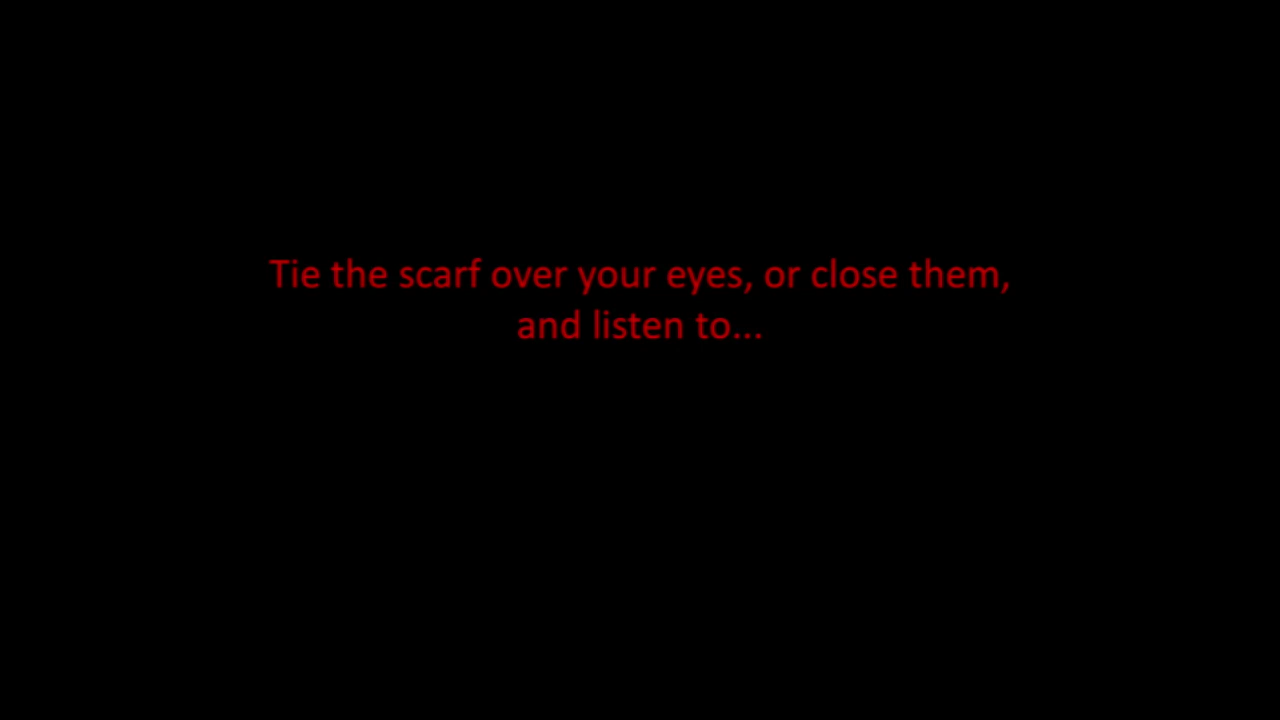 Tie the scarf over your eyes, or close them,
and listen to...